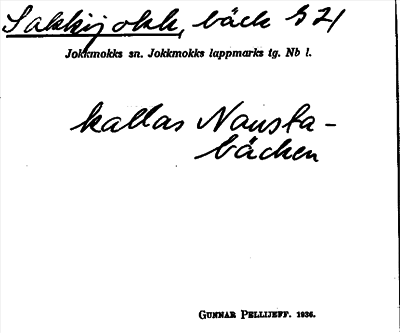 Sakkijokk, bäck S 21
Jokkmokks sn. Jokkmokks lappmarks tg. Nb l.
kallas Nausta-
bäcken
GUNNAR PELLIJEFF. 1936.